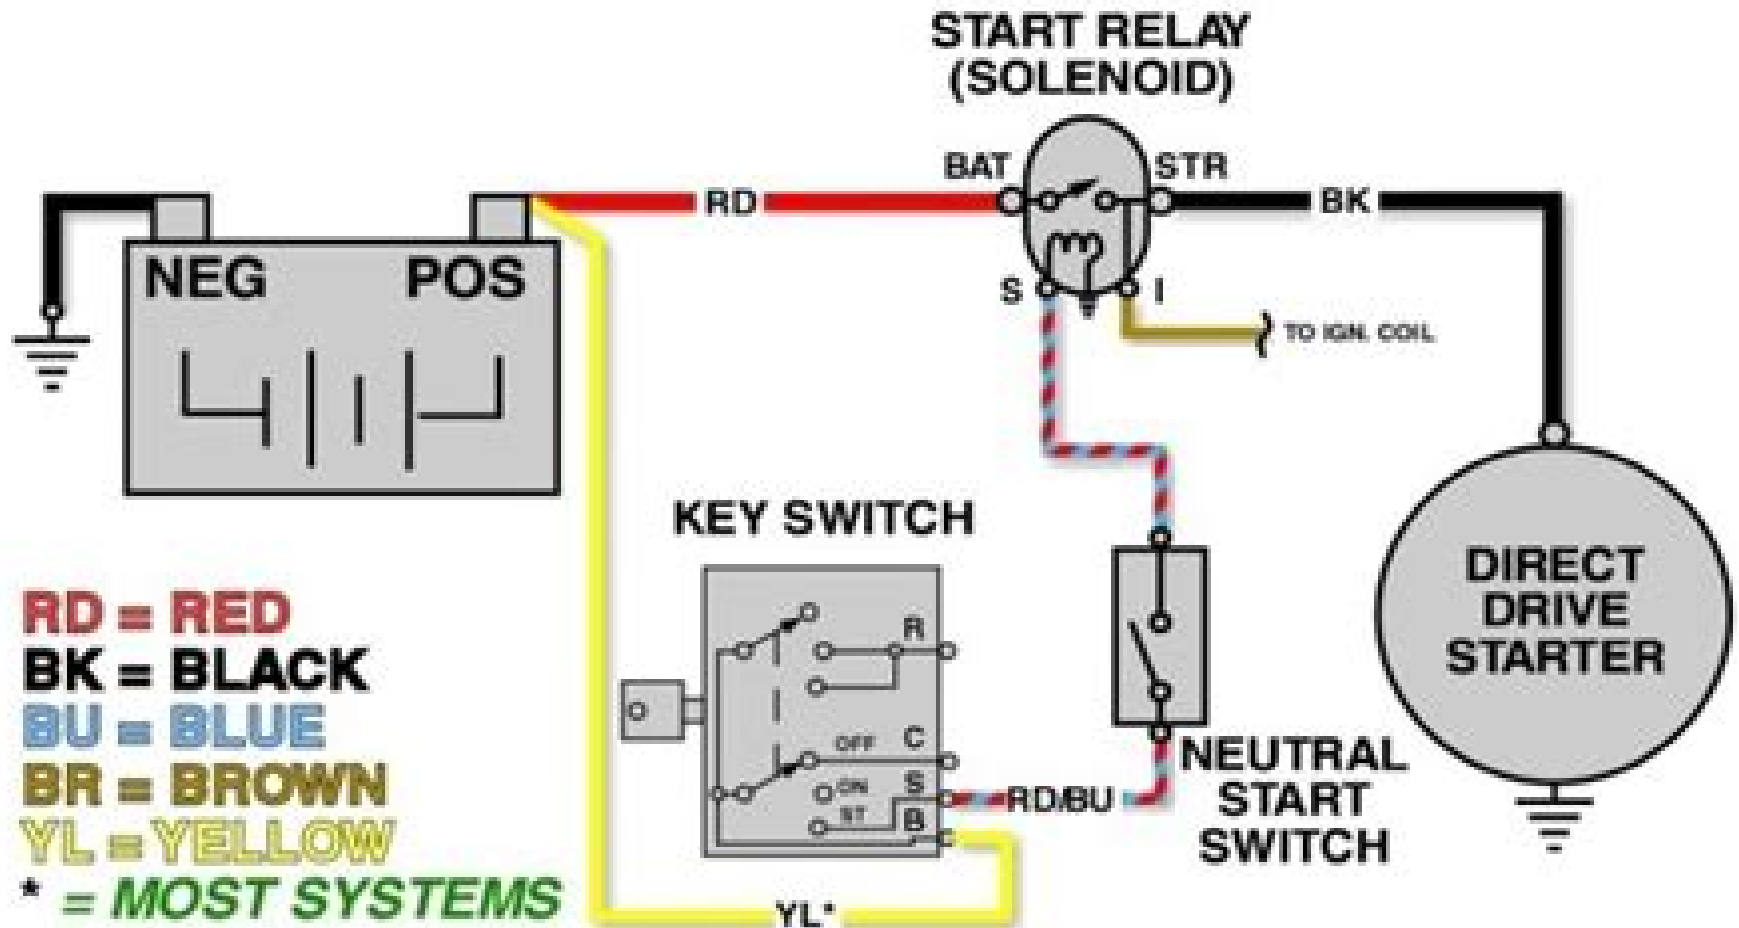 START RELAY
(SOLENOID)
BAT
STR
RD
BK
NEG
POS
S
I
TO IGN. COIL
KEY SWITCH
DIRECT
DRIVE
STARTER
RD = RED
BK = BLACK
BU = BLUE
BR = BROWN
YL = YELLOW
* = MOST SYSTEMS
R
OFF
C
ON
S
ST
B
RD/BU
NEUTRAL
START
SWITCH
YL*